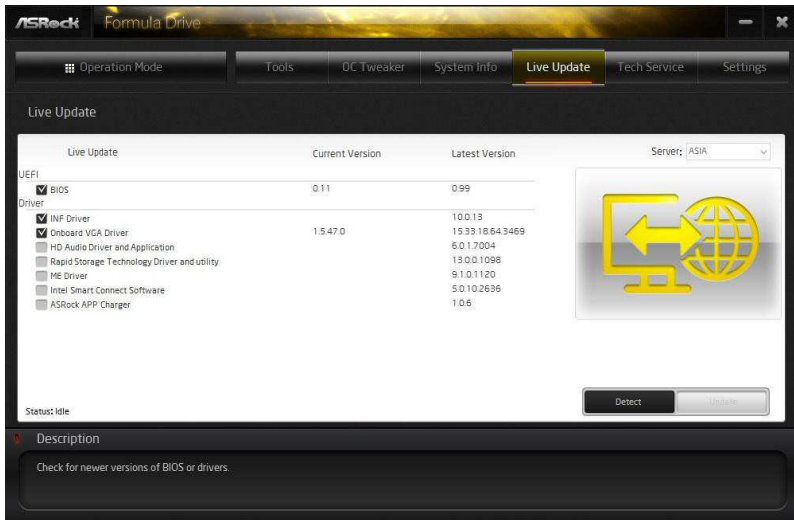 ASRock Formula Drive
Operation Mode Tools OC Tweaker System Info Live Update Tech Service Settings
Live Update
Live Update Current Version Latest Version Server: ASIA
UEFI
BIOS 0.11 0.99
Driver
INF Driver 10.0.13
Onboard VGA Driver 1.5.47.0 15.33.18.64.3469
HD Audio Driver and Application 6.0.1.7004
Rapid Storage Technology Driver and utility 13.0.0.1098
ME Driver 9.1.0.1120
Intel Smart Connect Software 5.0.10.2636
ASRock APP Charger 1.0.6
Detect Update
Status: Idle
Description
Check for newer versions of BIOS or drivers.